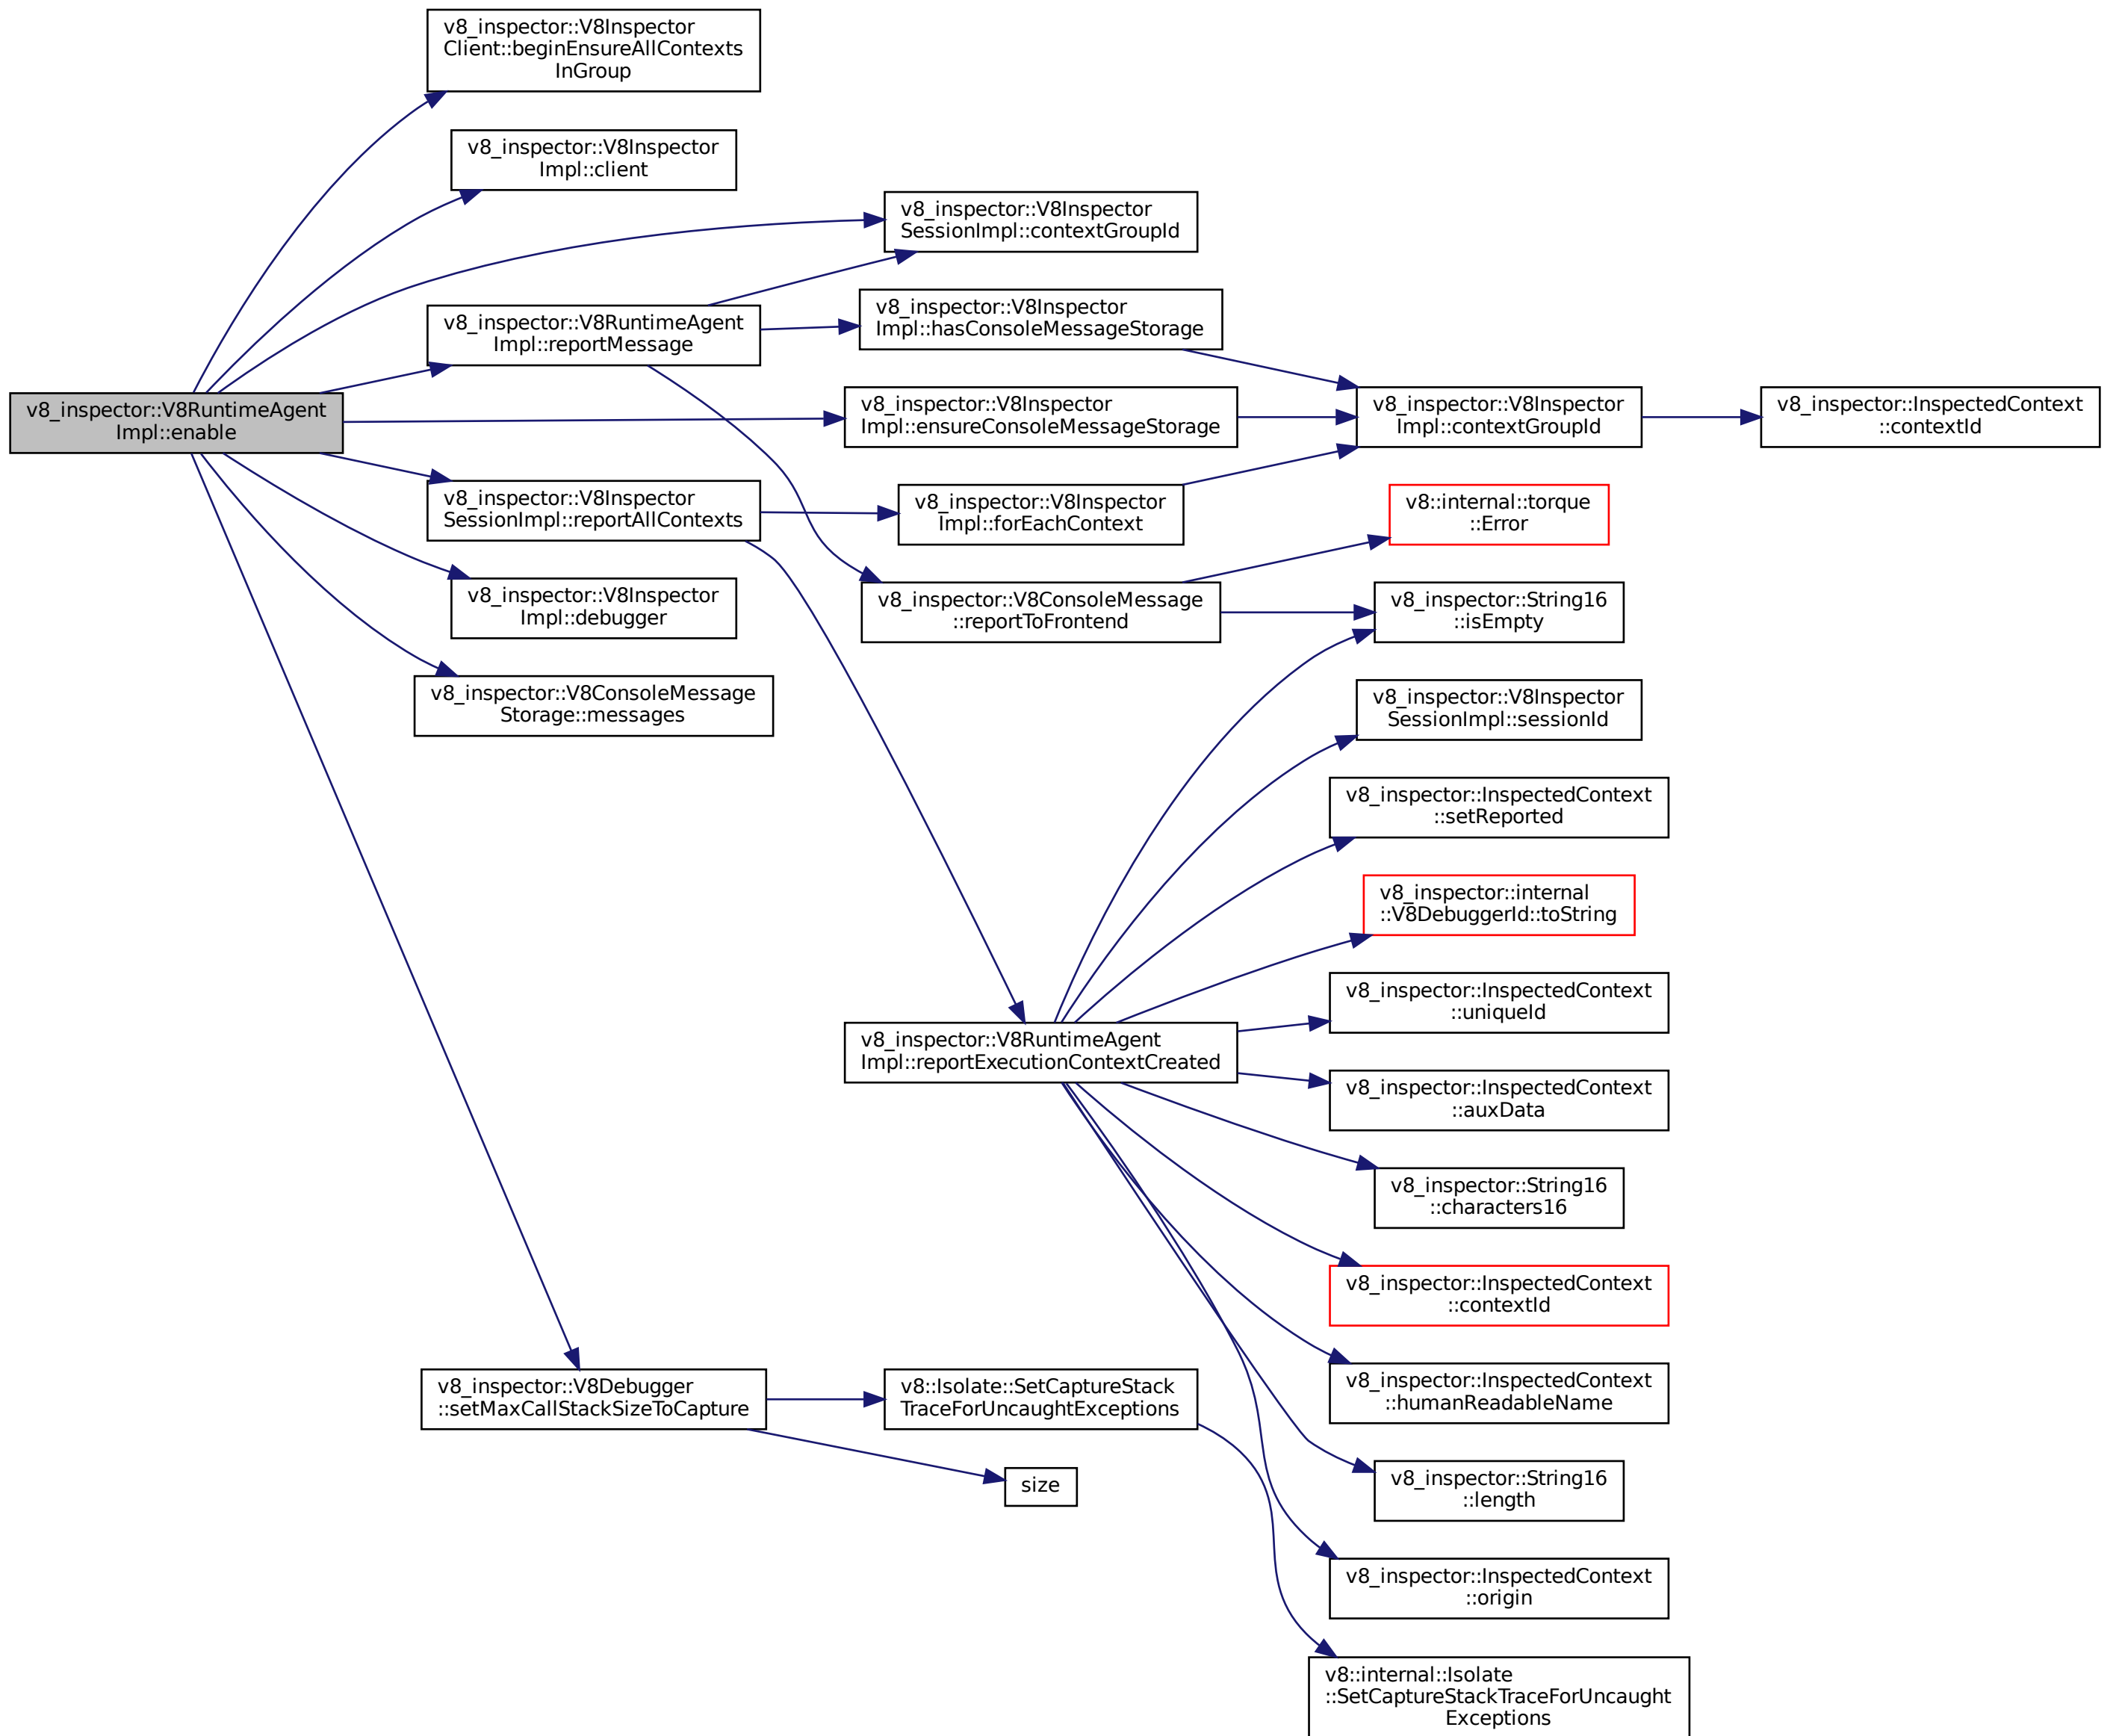 v8_inspector::V8Inspector
Client::beginEnsureAllContexts
InGroup
v8_inspector::V8Inspector
Impl::client
v8_inspector::V8Inspector
SessionImpl::contextGroupId
v8_inspector::V8RuntimeAgent
Impl::reportMessage
v8_inspector::V8Inspector
Impl::hasConsoleMessageStorage
v8_inspector::V8RuntimeAgent
Impl::enable
v8_inspector::V8Inspector
Impl::ensureConsoleMessageStorage
v8_inspector::V8Inspector
Impl::contextGroupId
v8_inspector::InspectedContext
::contextId
v8_inspector::V8Inspector
SessionImpl::reportAllContexts
v8_inspector::V8Inspector
Impl::forEachContext
v8::internal::torque
::Error
v8_inspector::V8Inspector
Impl::debugger
v8_inspector::V8ConsoleMessage
::reportToFrontend
v8_inspector::String16
::isEmpty
v8_inspector::V8ConsoleMessage
Storage::messages
v8_inspector::V8Inspector
SessionImpl::sessionId
v8_inspector::InspectedContext
::setReported
v8_inspector::internal
::V8DebuggerId::toString
v8_inspector::InspectedContext
::uniqueId
v8_inspector::V8RuntimeAgent
Impl::reportExecutionContextCreated
v8_inspector::InspectedContext
::auxData
v8_inspector::String16
::characters16
v8_inspector::InspectedContext
::contextId
v8_inspector::V8Debugger
::setMaxCallStackSizeToCapture
v8::Isolate::SetCaptureStack
TraceForUncaughtExceptions
v8_inspector::InspectedContext
::humanReadableName
size
v8_inspector::String16
::length
v8_inspector::InspectedContext
::origin
v8::internal::Isolate
::SetCaptureStackTraceForUncaught
Exceptions